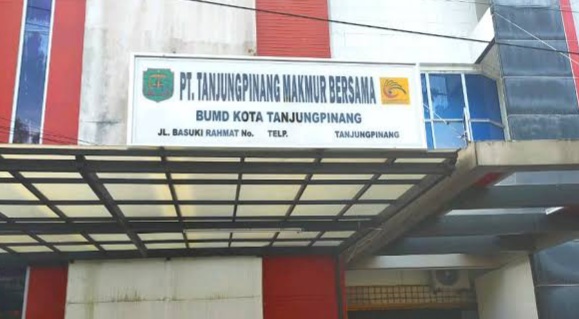 PT. TANJUNGPINANG MAKMUR BERSAMA
BUMD KOTA TANJUNGPINANG
JL. BASUKI RAHMAT No. TELP. TANJUNGPINANG